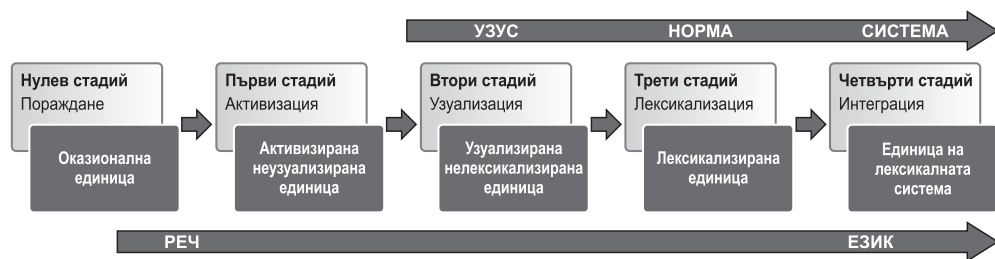 УЗУС НОРМА СИСТЕМА
Нулев стадий
Пораждане
Оказионална
единица
Първи стадий
Активизация
Активизирана
неузуализирана
единица
Втори стадий
Узуализация
Узуализирана
нелексикализирана
единица
Трети стадий
Лексикализация
Лексикализирана
единица
Четвърти стадий
Интеграция
Единица на
лексикалната
система
РЕЧ ЕЗИК